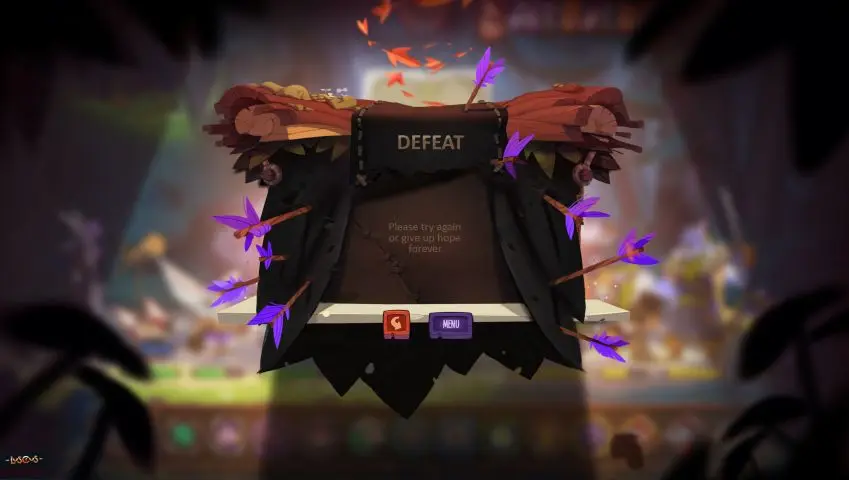 DEFEAT
Please try again
or give up hope
forever.
MENU